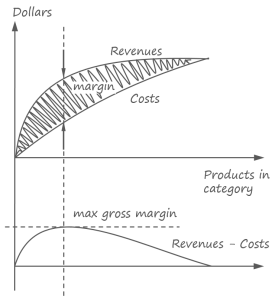 Dollars
Revenues
margin
Costs
Products in
category
max gross margin
Revenues - Costs